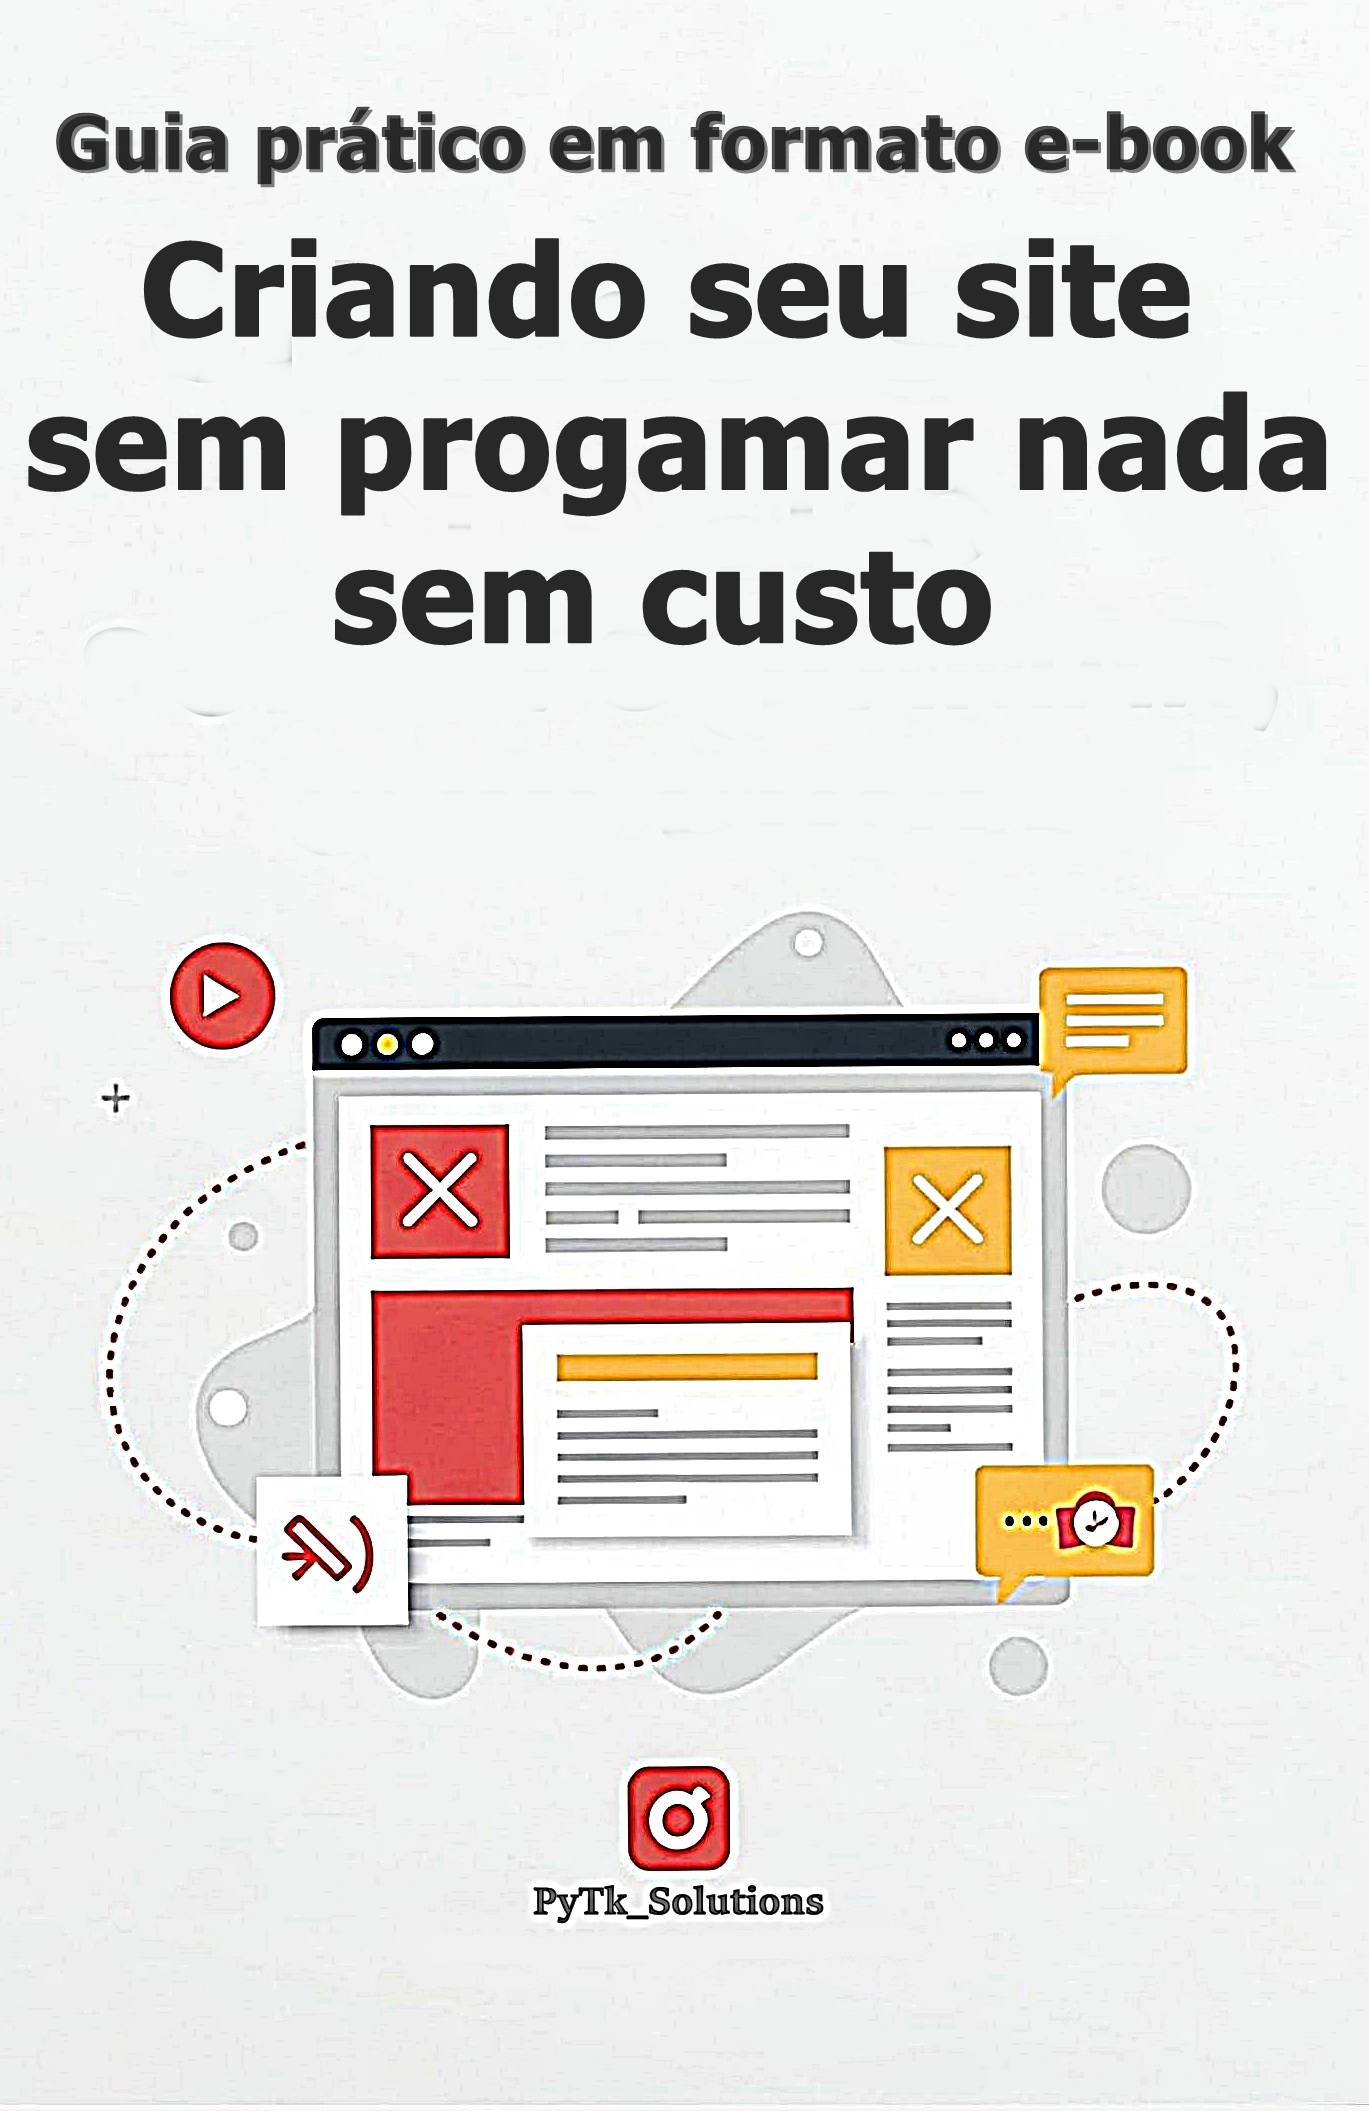 Guia prático em formato e-book
Criando seu site
sem progamar nada
sem custo
PyTk_Solutions